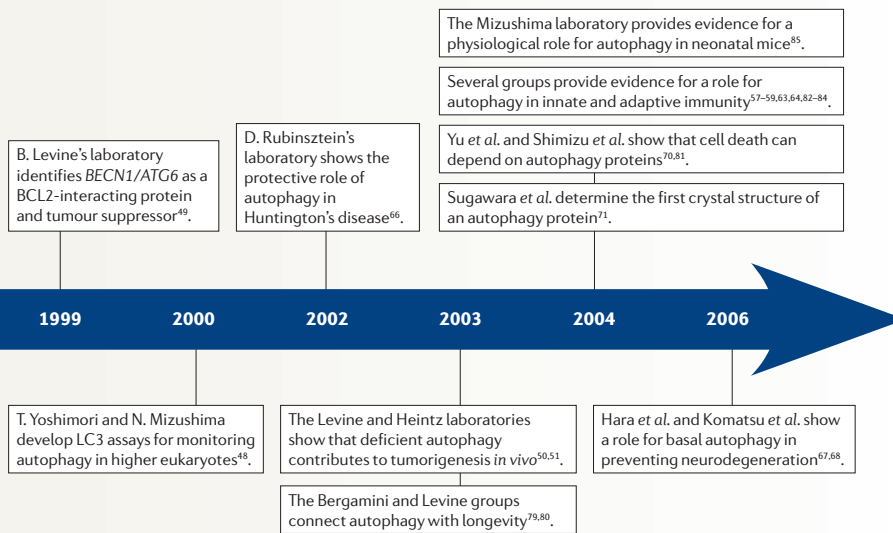 The Mizushima laboratory provides evidence for a
physiological role for autophagy in neonatal mice⁸⁵.
Several groups provide evidence for a role for
autophagy in innate and adaptive immunity⁵⁷⁻⁵⁹,⁶³,⁶⁴,⁸²⁻⁸⁴.
Yu et al. and Shimizu et al. show that cell death can
depend on autophagy proteins⁷⁰,⁸¹.
Sugawara et al. determine the first crystal structure of
an autophagy protein⁷¹.
B. Levine's laboratory
identifies BECN1/ATG6 as a
BCL2-interacting protein
and tumour suppressor⁴⁹.
D. Rubinsztein's
laboratory shows the
protective role of
autophagy in
Huntington's disease⁶⁶.
1999 2000 2002 2003 2004 2006
T. Yoshimori and N. Mizushima
develop LC3 assays for monitoring
autophagy in higher eukaryotes⁴⁸.
The Levine and Heintz laboratories
show that deficient autophagy
contributes to tumorigenesis in vivo⁵⁰,⁵¹.
The Bergamini and Levine groups
connect autophagy with longevity⁷⁹,⁸⁰.
Hara et al. and Komatsu et al. show
a role for basal autophagy in
preventing neurodegeneration⁶⁷,⁶⁸.